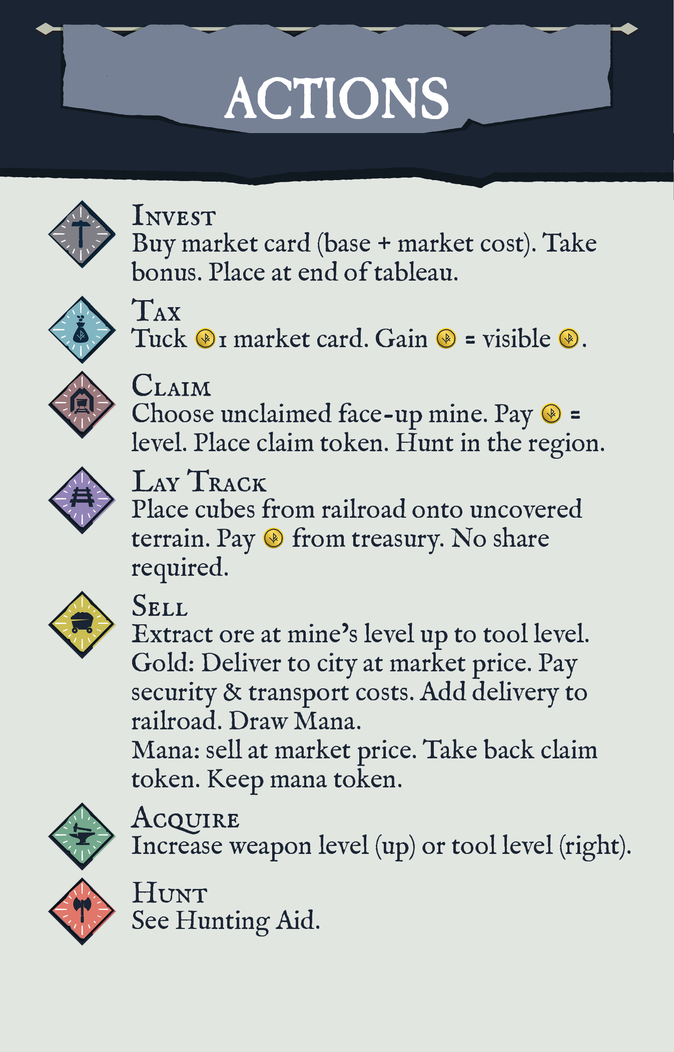 ACTIONS
Invest
Buy market card (base + market cost). Take
bonus. Place at end of tableau.
Tax
Tuck 1 market card. Gain = visible .
Claim
Choose unclaimed face-up mine. Pay =
level. Place claim token. Hunt in the region.
Lay Track
Place cubes from railroad onto uncovered
terrain. Pay from treasury. No share
required.
Sell
Extract ore at mine's level up to tool level.
Gold: Deliver to city at market price. Pay
security & transport costs. Add delivery to
railroad. Draw Mana.
Mana: sell at market price. Take back claim
token. Keep mana token.
Acquire
Increase weapon level (up) or tool level (right).
Hunt
See Hunting Aid.